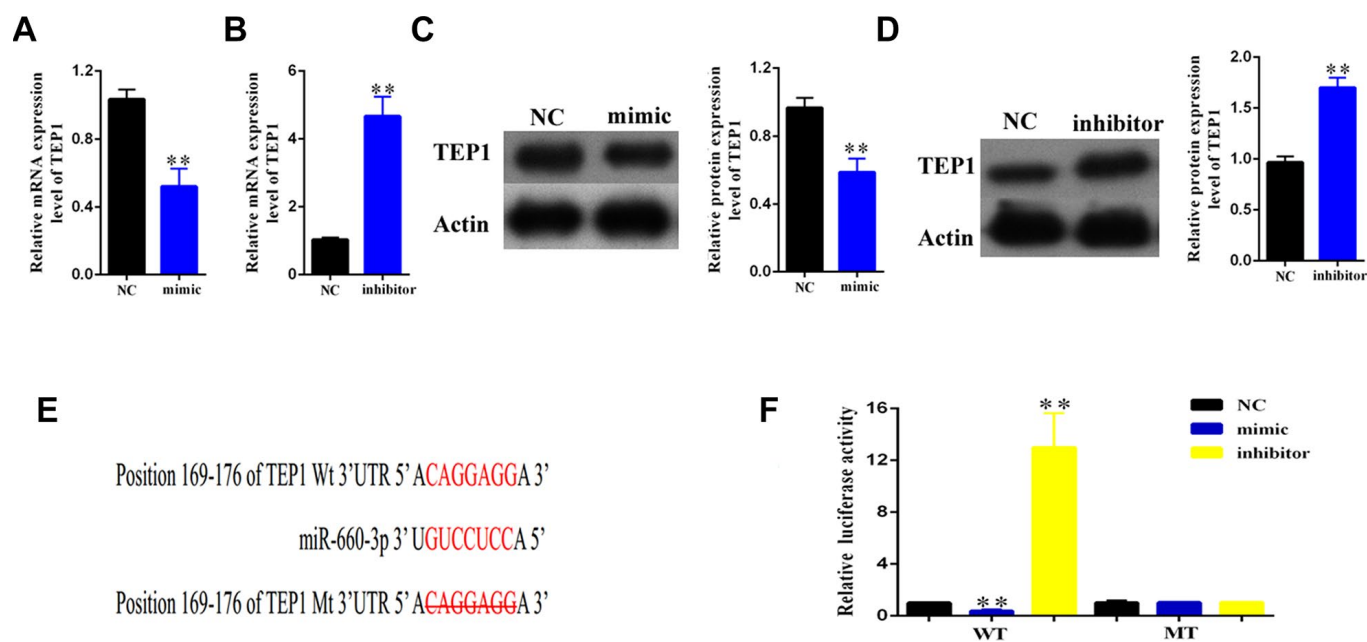 A
Relative mRNA expression
level of TEP1
1.2
0.8
0.4
0.0
**
NC
mimic
B
Relative mRNA expression
level of TEP1
6
4
2
0
**
NC
inhibitor
C
NC
mimic
TEP1
Actin
Relative protein expression
level of TEP1
1.2
0.8
0.4
0.0
**
NC
mimic
D
NC
inhibitor
TEP1
Actin
Relative protein expression
level of TEP1
2.0
1.5
1.0
0.5
0.0
**
NC
inhibitor
E
Position 169-176 of TEP1 Wt 3’UTR 5’ ACAGGAGGA 3’
miR-660-3p 3’ UGUCCUCCA 5’
Position 169-176 of TEP1 Mt 3’UTR 5’ ACAGGAGGA 3’
F
Relative luciferase activity
16
12
8
4
0
**
**
WT
MT
NC
mimic
inhibitor